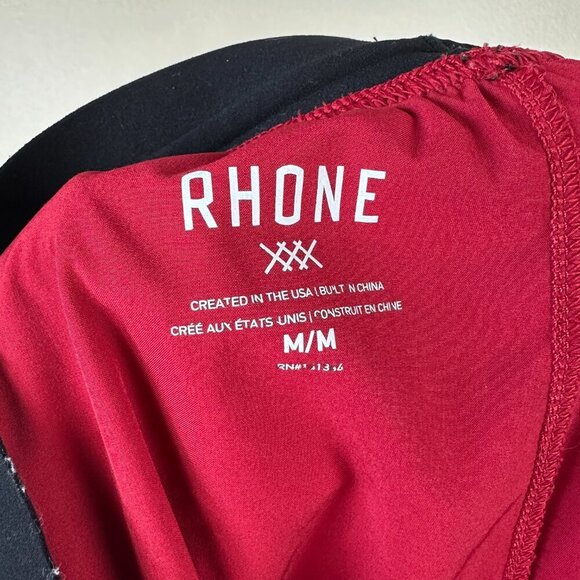 RHONE
CREATED IN THE USA | BUILT IN CHINA
CRÉÉ AUX ÉTATS-UNIS | CONSTRUIT EN CHINE
M/M